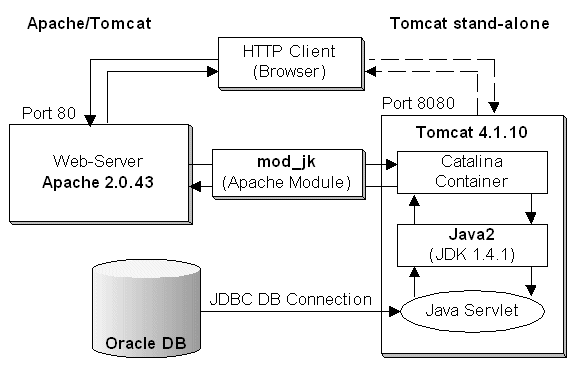 Apache/Tomcat
Tomcat stand-alone
HTTP Client
(Browser)
Port 80
Port 8080
Web-Server
Apache 2.0.43
mod_jk
(Apache Module)
Tomcat 4.1.10
Catalina
Container
Java2
(JDK 1.4.1)
JDBC DB Connection
Java Servlet
Oracle DB